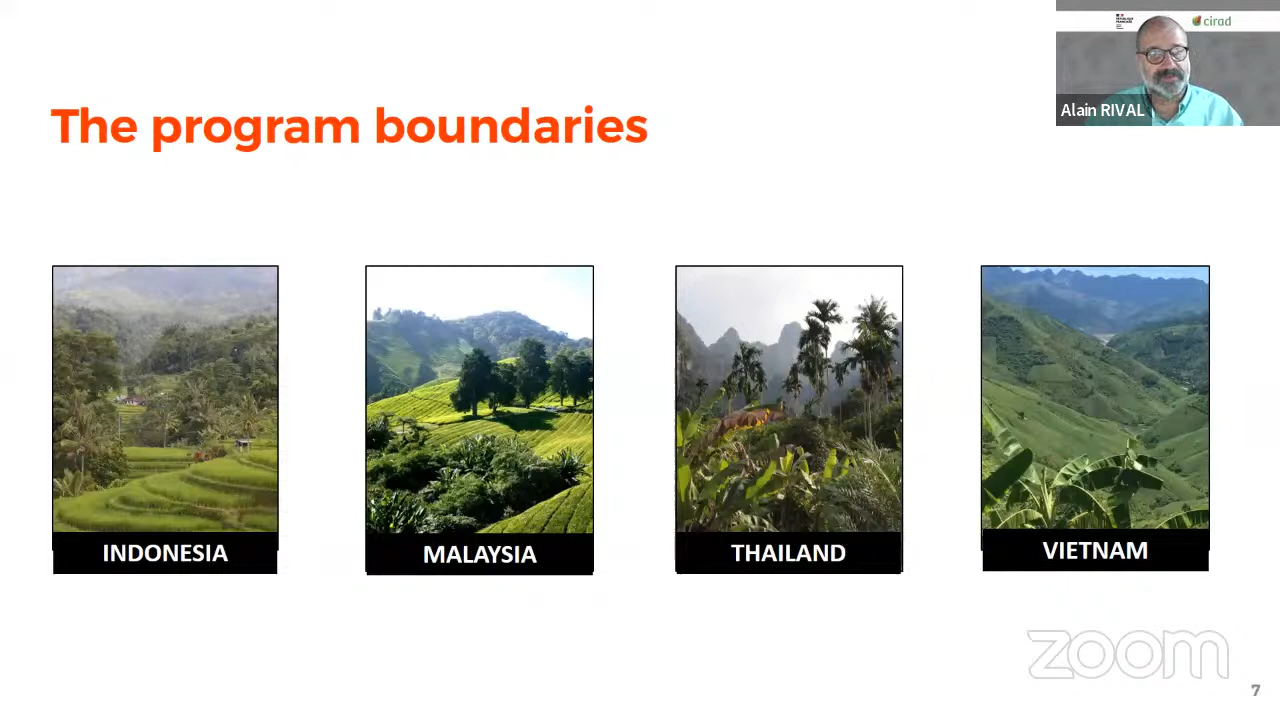 cirad
Alain RIVAL
The program boundaries
INDONESIA
MALAYSIA
THAILAND
VIETNAM
zoom
7